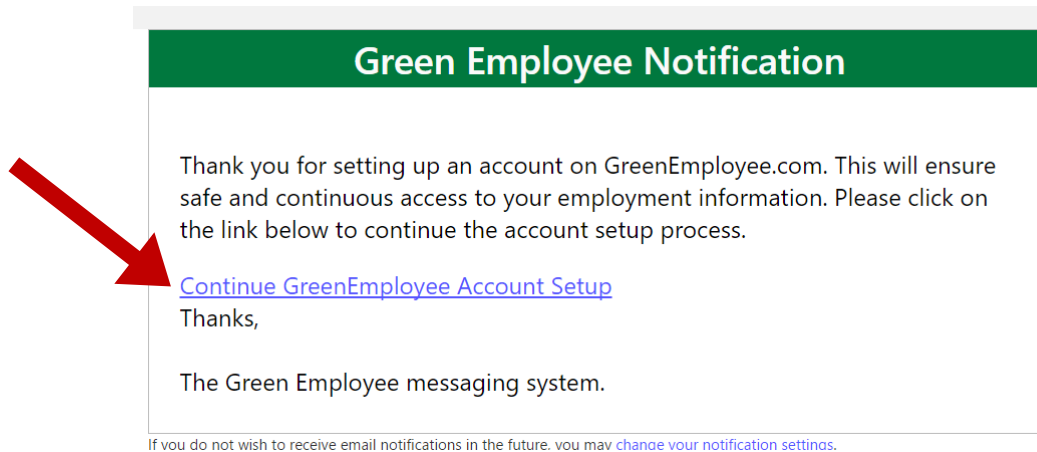 Green Employee Notification
Thank you for setting up an account on GreenEmployee.com. This will ensure
safe and continuous access to your employment information. Please click on
the link below to continue the account setup process.
Continue GreenEmployee Account Setup
Thanks,
The Green Employee messaging system.
If you do not wish to receive email notifications in the future, you may change your notification settings.